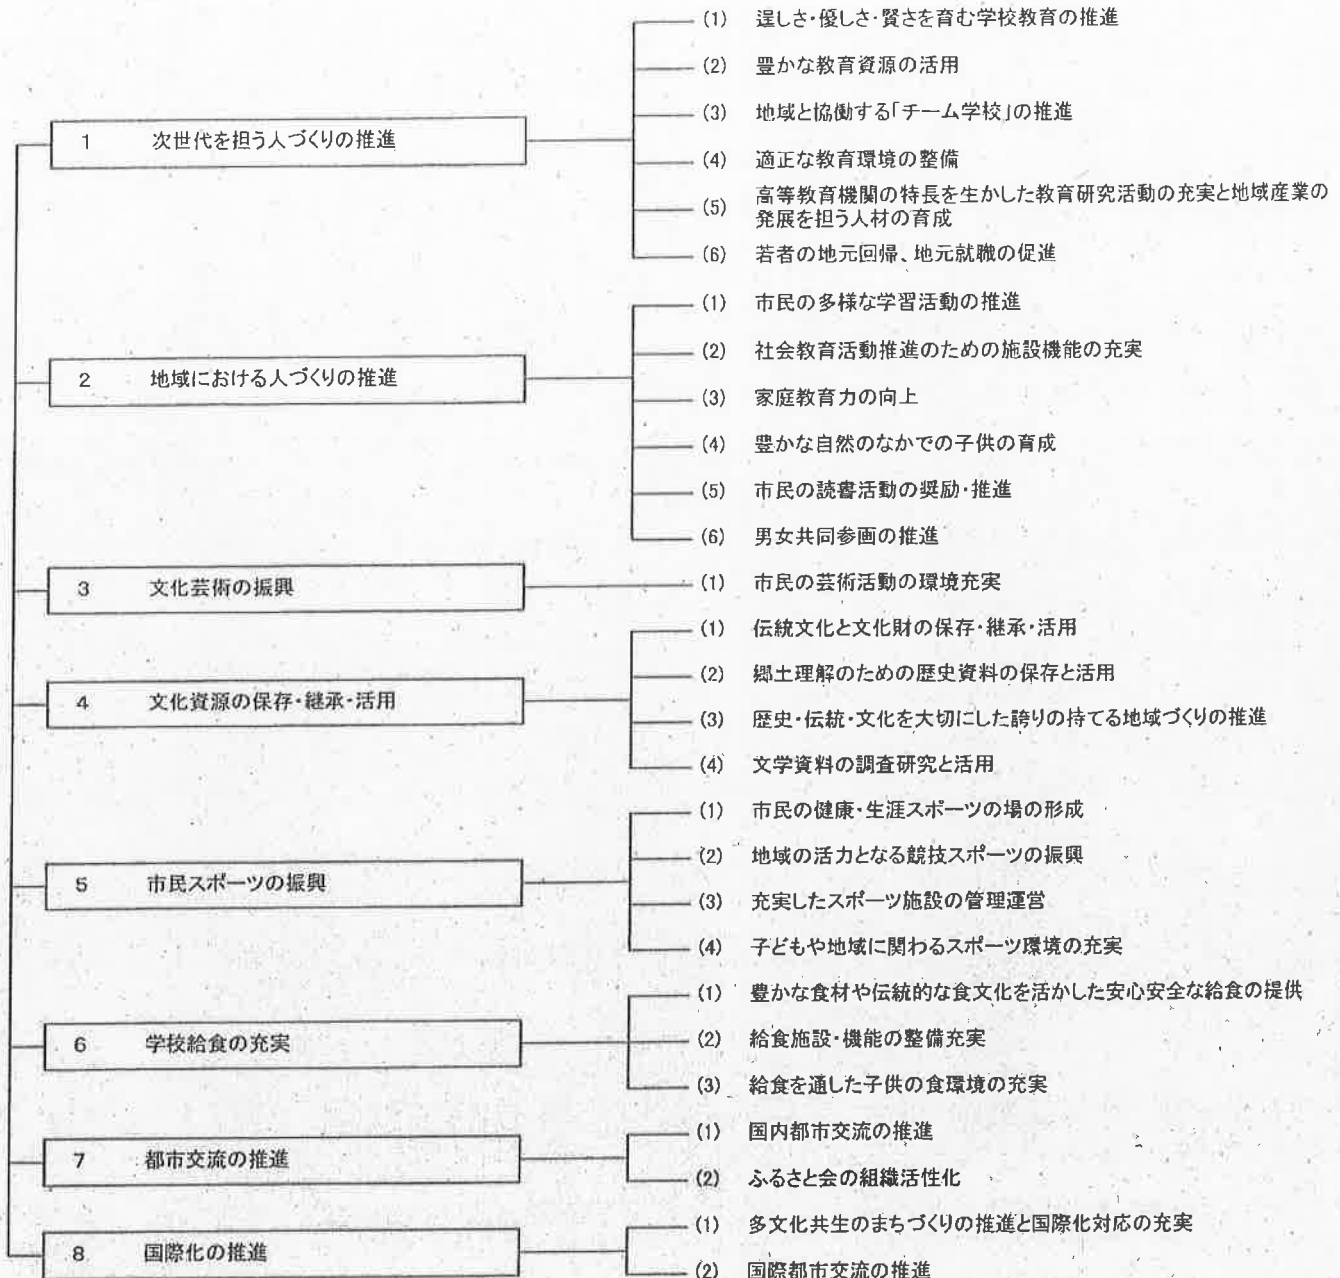 1 次世代を担う人づくりの推進
(1) 逞しさ・優しさ・賢さを育む学校教育の推進
(2) 豊かな教育資源の活用
(3) 地域と協働する「チーム学校」の推進
(4) 適正な教育環境の整備
(5) 高等教育機関の特長を生かした教育研究活動の充実と地域産業の
発展を担う人材の育成
(6) 若者の地元回帰、地元就職の促進
2 地域における人づくりの推進
(1) 市民の多様な学習活動の推進
(2) 社会教育活動推進のための施設機能の充実
(3) 家庭教育力の向上
(4) 豊かな自然のなかでの子供の育成
(5) 市民の読書活動の奨励・推進
(6) 男女共同参画の推進
3 文化芸術の振興
(1) 市民の芸術活動の環境充実
4 文化資源の保存・継承・活用
(1) 伝統文化と文化財の保存・継承・活用
(2) 郷土理解のための歴史資料の保存と活用
(3) 歴史・伝統・文化を大切にした誇りの持てる地域づくりの推進
(4) 文学資料の調査研究と活用
5 市民スポーツの振興
(1) 市民の健康・生涯スポーツの場の形成
(2) 地域の活力となる競技スポーツの振興
(3) 充実したスポーツ施設の管理運営
(4) 子どもや地域に関わるスポーツ環境の充実
6 学校給食の充実
(1) 豊かな食材や伝統的な食文化を活かした安心安全な給食の提供
(2) 給食施設・機能の整備充実
(3) 給食を通した子供の食環境の充実
7 都市交流の推進
(1) 国内都市交流の推進
(2) ふるさと会の組織活性化
8 国際化の推進
(1) 多文化共生のまちづくりの推進と国際化対応の充実
(2) 国際都市交流の推進